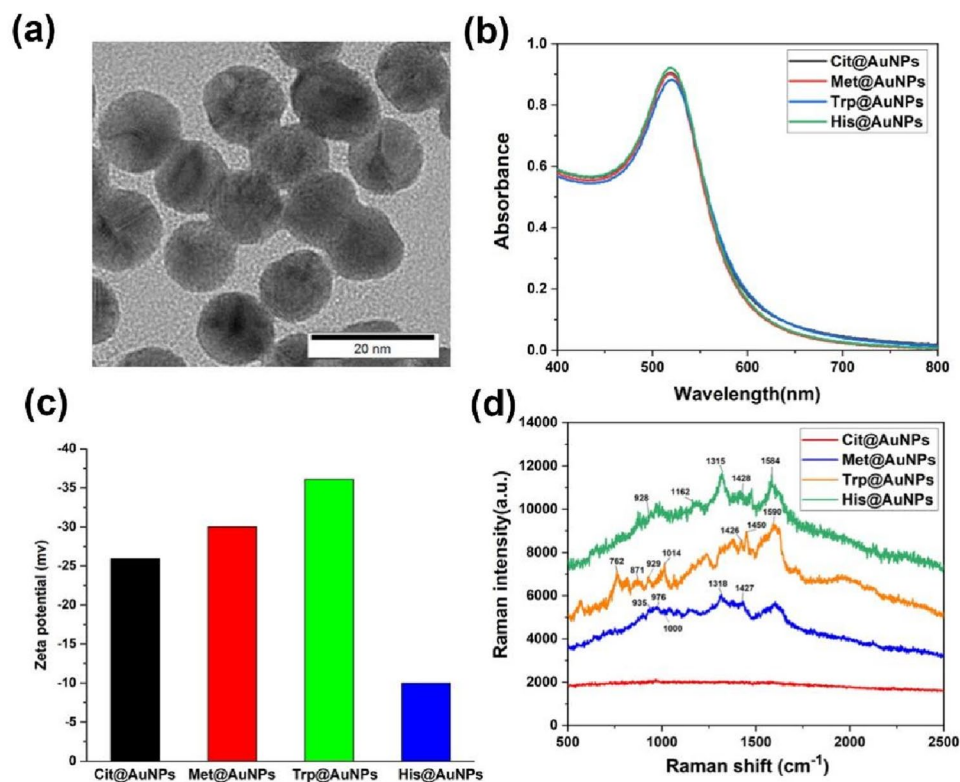 (a)
20 nm
(b)
1.0
0.8
0.6
0.4
0.2
0.0
Absorbance
400
500
600
700
800
Wavelength(nm)
Cit@AuNPs
Met@AuNPs
Trp@AuNPs
His@AuNPs
(c)
-40
-35
-30
-25
-20
-15
-10
-5
0
Zeta potential (mv)
Cit@AuNPs
Met@AuNPs
Trp@AuNPs
His@AuNPs
(d)
14000
12000
10000
8000
6000
4000
2000
0
Raman intensity(a.u.)
Cit@AuNPs
Met@AuNPs
Trp@AuNPs
His@AuNPs
928
1162
1315
1428
1584
762
871
929
1014
1426
1450
1590
935
976
1000
1318
1427
500
1000
1500
2000
2500
Raman shift (cm⁻¹)